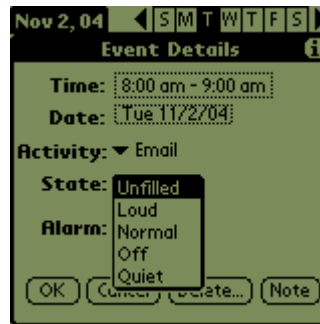 Nov 2, 04 S M T W T F S
Event Details i
Time: 8:00 am - 9:00 am
Date: Tue 11/2/04
Activity: Email
State: Unfilled
Loud
Alarm: Normal
Off
Quiet
OK Cancel Delete... Note